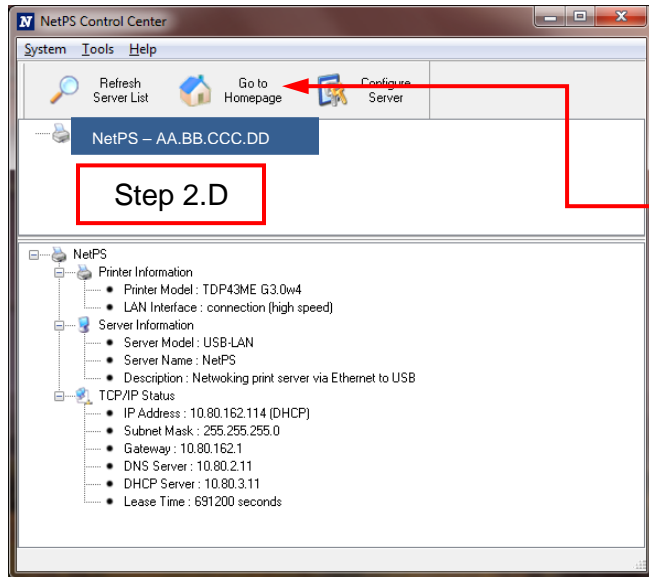 NetPS Control Center
System Tools Help
Refresh
Server List
Go to
Homepage
Configure
Server
NetPS – AA.BB.CCC.DD
Step 2.D
NetPS
Printer Information
Printer Model : TDP43ME G3.0w4
LAN Interface : connection (high speed)
Server Information
Server Model : USB-LAN
Server Name : NetPS
Description : Netwoking print server via Ethernet to USB
TCP/IP Status
IP Address : 10.80.162.114 (DHCP)
Subnet Mask : 255.255.255.0
Gateway : 10.80.162.1
DNS Server : 10.80.2.11
DHCP Server : 10.80.3.11
Lease Time : 691200 seconds